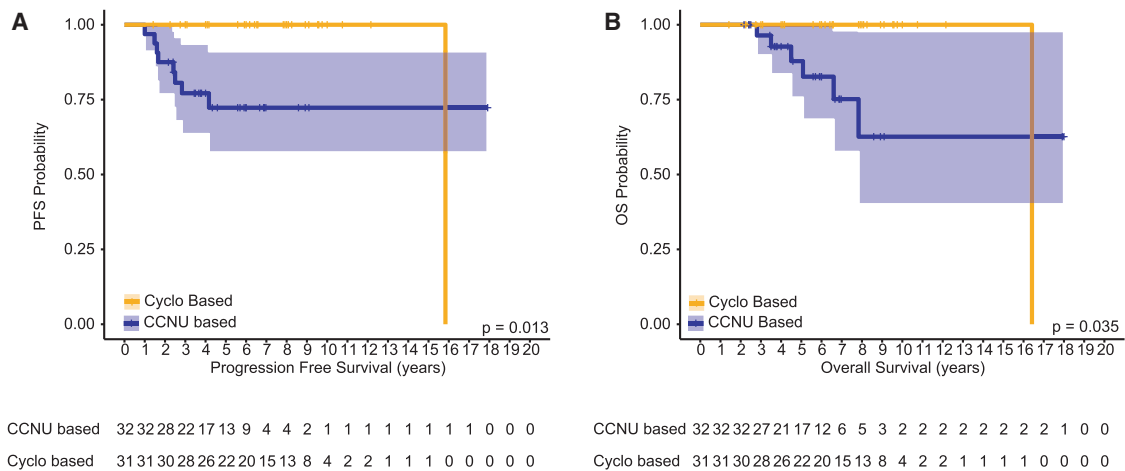 A
1.00
0.75
0.50
0.25
0.00
PFS Probability
Cyclo Based
CCNU based
p = 0.013
0 1 2 3 4 5 6 7 8 9 10 11 12 13 14 15 16 17 18 19 20
Progression Free Survival (years)
CCNU based 32 32 28 22 17 13 9 4 4 2 1 1 1 1 1 1 1 1 0 0 0
Cyclo based 31 31 30 28 26 22 20 15 13 8 4 2 2 1 1 1 0 0 0 0 0
B
1.00
0.75
0.50
0.25
0.00
OS Probability
Cyclo Based
CCNU Based
p = 0.035
0 1 2 3 4 5 6 7 8 9 10 11 12 13 14 15 16 17 18 19 20
Overall Survival (years)
CCNU based 32 32 32 27 21 17 12 6 5 3 2 2 2 2 2 2 2 2 1 0 0
Cyclo based 31 31 30 28 26 22 20 15 13 8 4 2 2 1 1 1 1 0 0 0 0